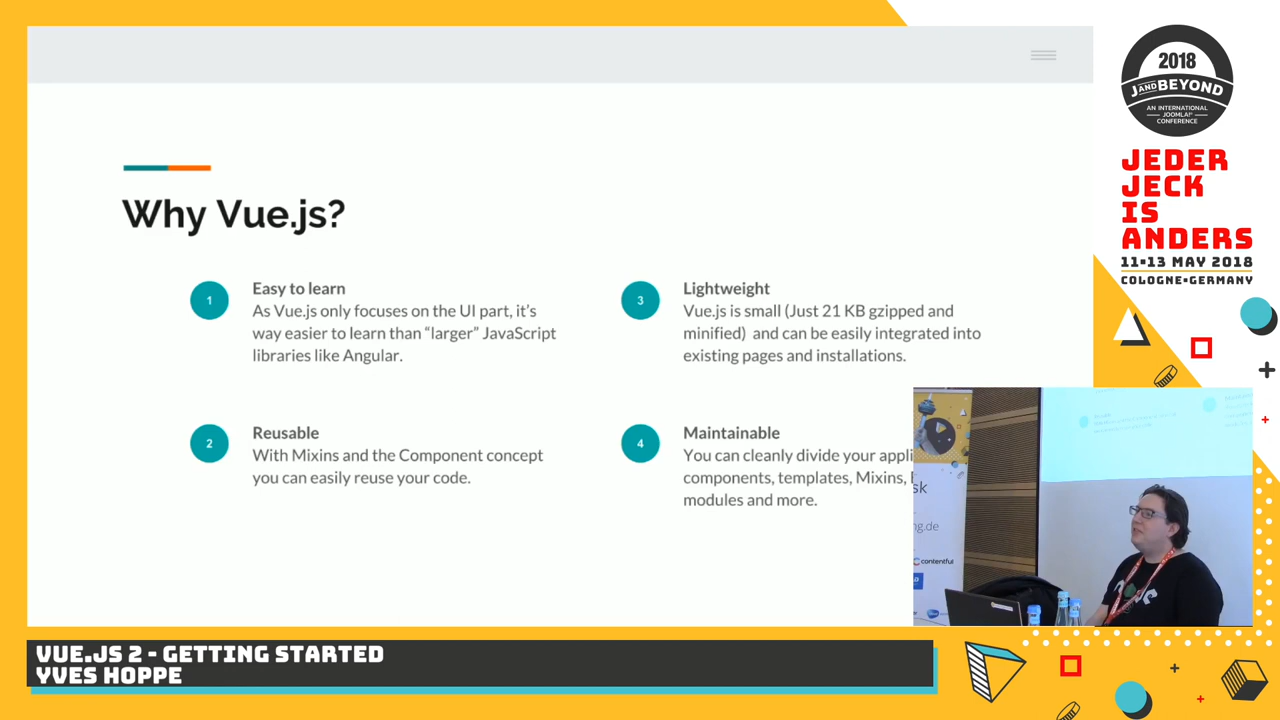 Why Vue.js?
1
Easy to learn
As Vue.js only focuses on the UI part, it's
way easier to learn than “larger” JavaScript
libraries like Angular.
2
Reusable
With Mixins and the Component concept
you can easily reuse your code.
3
Lightweight
Vue.js is small (Just 21 KB gzipped and
minified) and can be easily integrated into
existing pages and installations.
4
Maintainable
You can cleanly divide your appli
components, templates, Mixins,
modules and more.
2018
J AND BEYOND
AN INTERNATIONAL
JOOMLA!
CONFERENCE
JEDER
JECK
IS
ANDERS
11-13 MAY 2018
COLOGNE-GERMANY
sk
ng.de
contentful
VUE.JS 2 - GETTING STARTED
YVES HOPPE